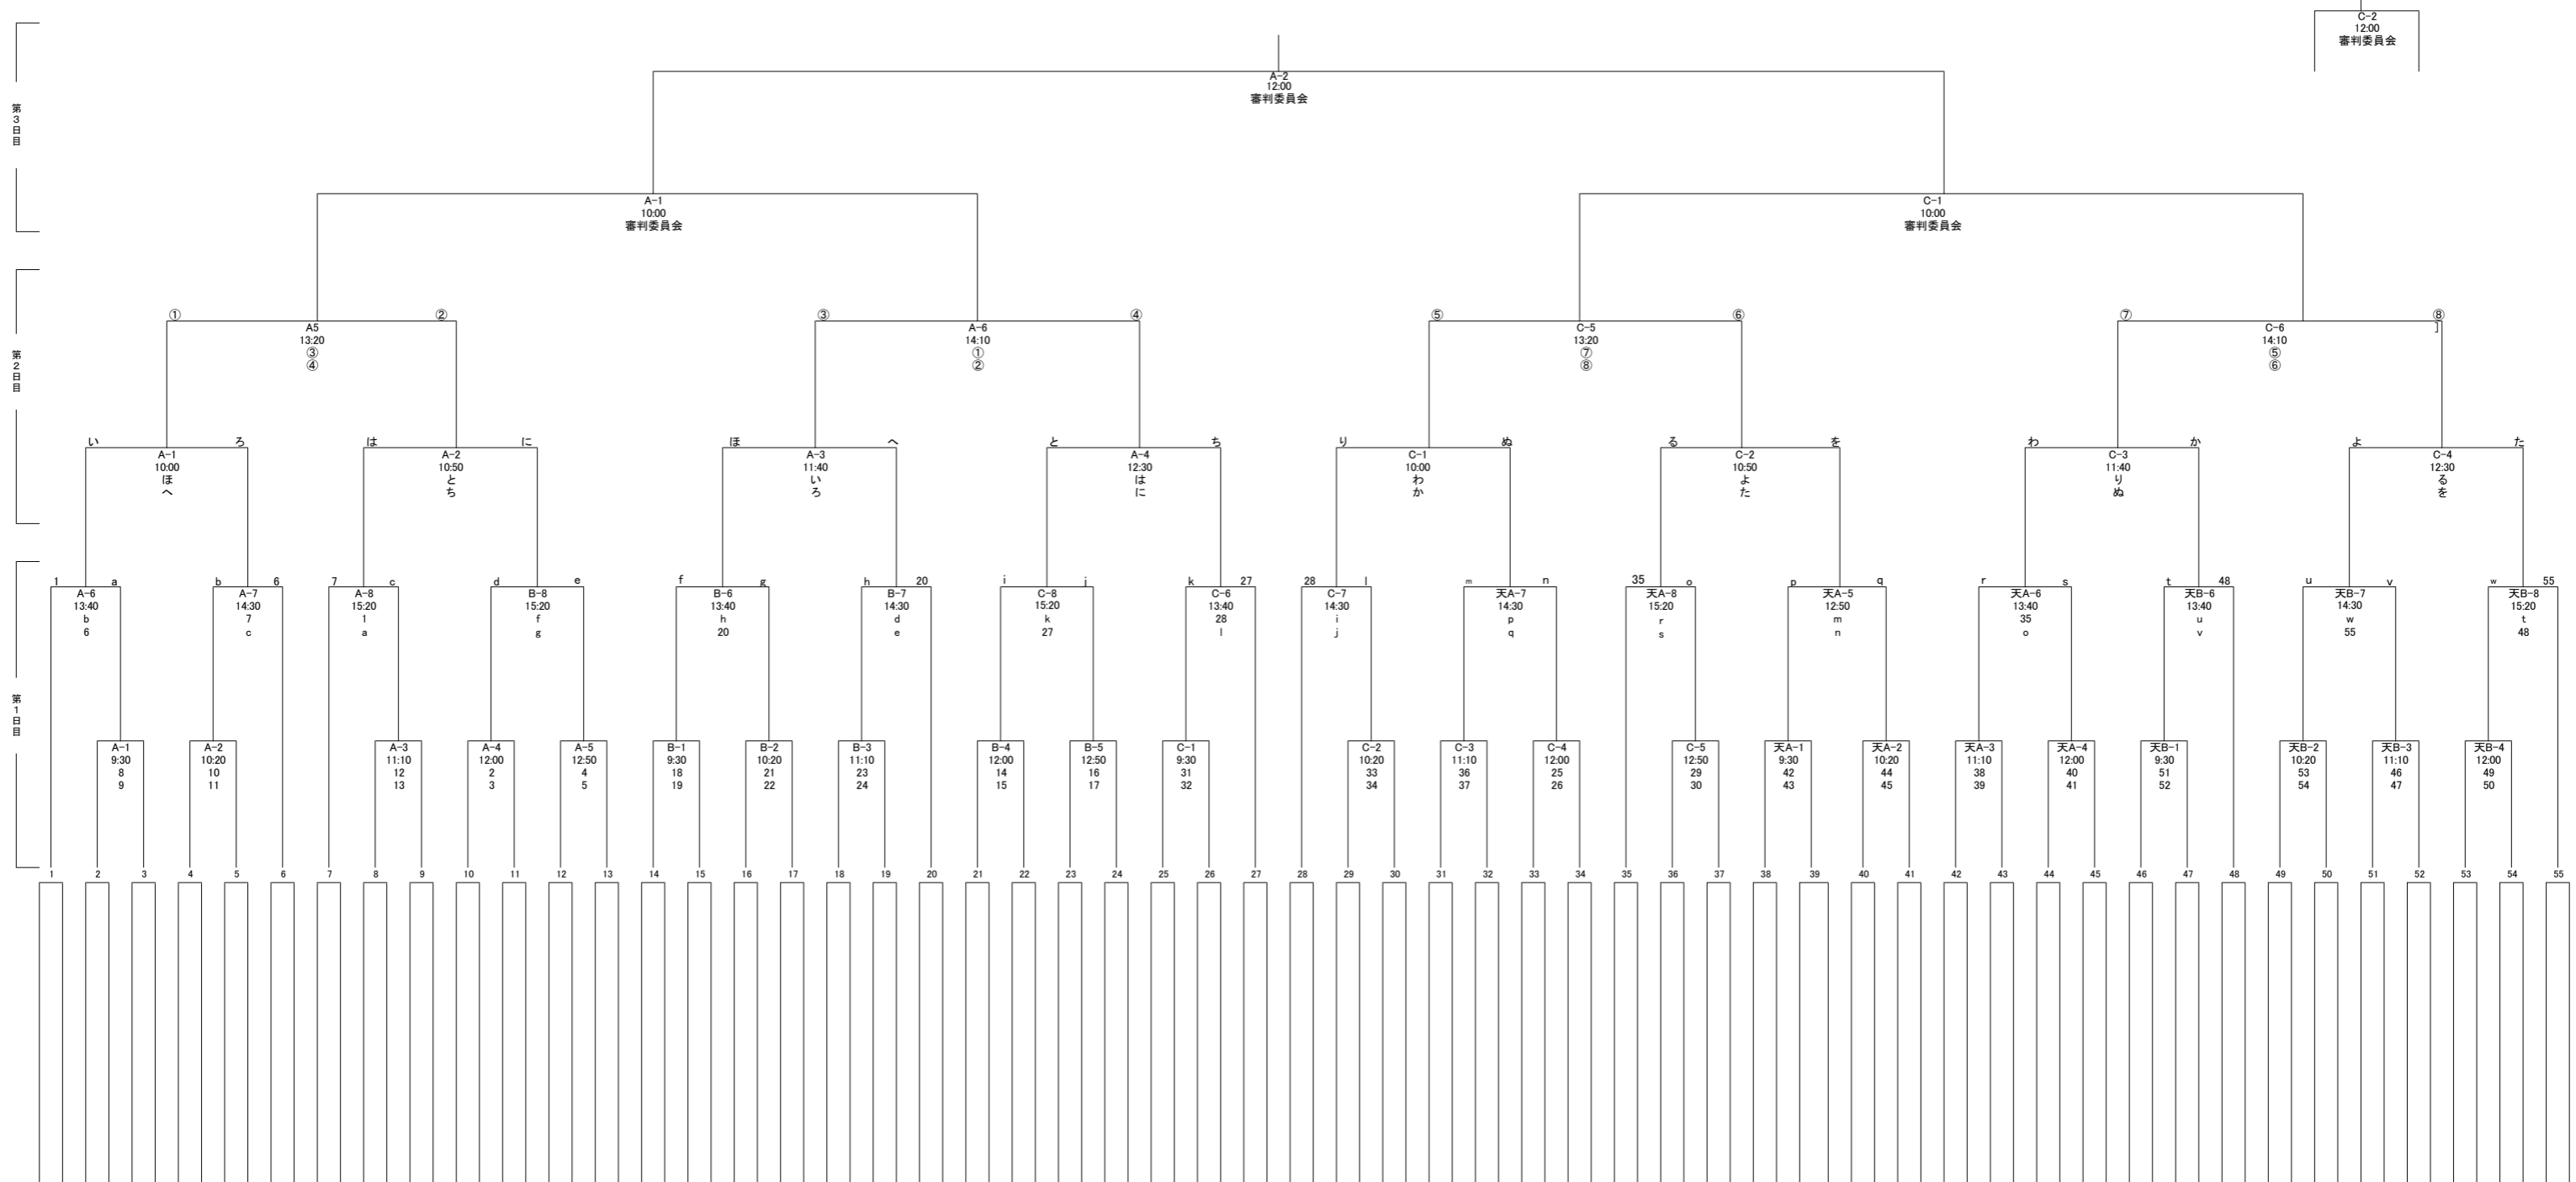 C-2
12:00
審判委員会
A-2
12:00
審判委員会
第3日目
A-1
10:00
審判委員会
C-1
10:00
審判委員会
① ② ③ ④ ⑤ ⑥ ⑦ ⑧
A5 A-6 C-5 C-6 ]
13:20 14:10 13:20 14:10
③ ① ⑦ ⑤
④ ② ⑧ ⑥
第2日目
い ろ は に ほ へ と ち り ぬ る を わ か よ た
A-1 A-2 A-3 A-4 C-1 C-2 C-3 C-4
10:00 10:50 11:40 12:30 10:00 10:50 11:40 12:30
ほ と い は わ よ り る
へ ち ろ に か た ぬ を
1 a b 6 7 c d e f g h 20 i j k 27 28 l m n 35 o p q r s t 48 u v w 55
A-6 A-7 A-8 B-8 B-6 B-7 C-8 C-6 C-7 天A-7 天A-8 天A-5 天A-6 天B-6 天B-7 天B-8
13:40 14:30 15:20 15:20 13:40 14:30 15:20 13:40 14:30 14:30 15:20 12:50 13:40 13:40 14:30 15:20
b 7 1 f h d k 28 i p r m 35 u w t
6 c a g 20 e 27 l j q s n o v 55 48
第1日目
A-1 A-2 A-3 A-4 A-5 B-1 B-2 B-3 B-4 B-5 C-1 C-2 C-3 C-4 C-5 天A-1 天A-2 天A-3 天A-4 天B-1 天B-2 天B-3 天B-4
9:30 10:20 11:10 12:00 12:50 9:30 10:20 11:10 12:00 12:50 9:30 10:20 11:10 12:00 12:50 9:30 10:20 11:10 12:00 9:30 10:20 11:10 12:00
8 10 12 2 4 18 21 23 14 16 31 33 36 25 29 42 44 38 40 51 53 46 49
9 11 13 3 5 19 22 24 15 17 32 34 37 26 30 43 45 39 41 52 54 47 50
1 2 3 4 5 6 7 8 9 10 11 12 13 14 15 16 17 18 19 20 21 22 23 24 25 26 27 28 29 30 31 32 33 34 35 36 37 38 39 40 41 42 43 44 45 46 47 48 49 50 51 52 53 54 55